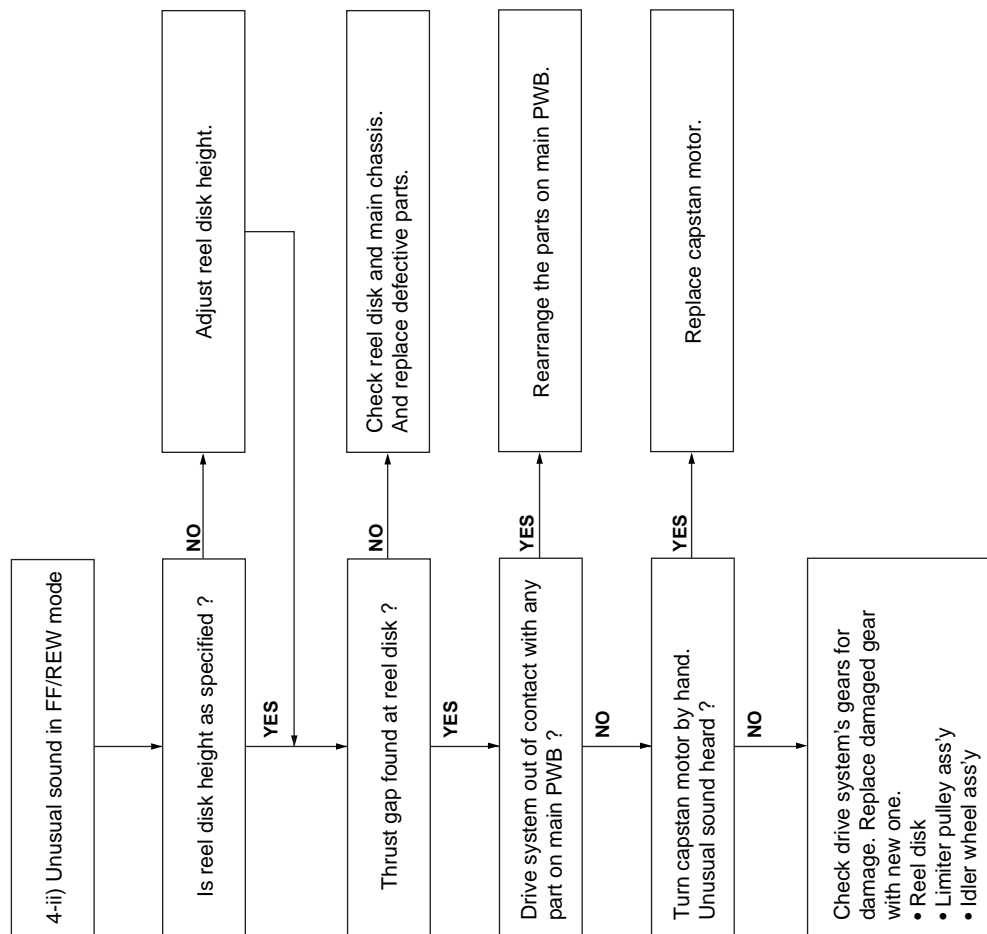 4-ii) Unusual sound in FF/REW mode
Is reel disk height as specified ?
NO
Adjust reel disk height.
YES
Thrust gap found at reel disk ?
NO
Check reel disk and main chassis.
And replace defective parts.
YES
Drive system out of contact with any
part on main PWB ?
YES
Rearrange the parts on main PWB.
NO
Turn capstan motor by hand.
Unusual sound heard ?
YES
Replace capstan motor.
NO
Check drive system's gears for
damage. Replace damaged gear
with new one.
• Reel disk
• Limiter pulley ass'y
• Idler wheel ass'y